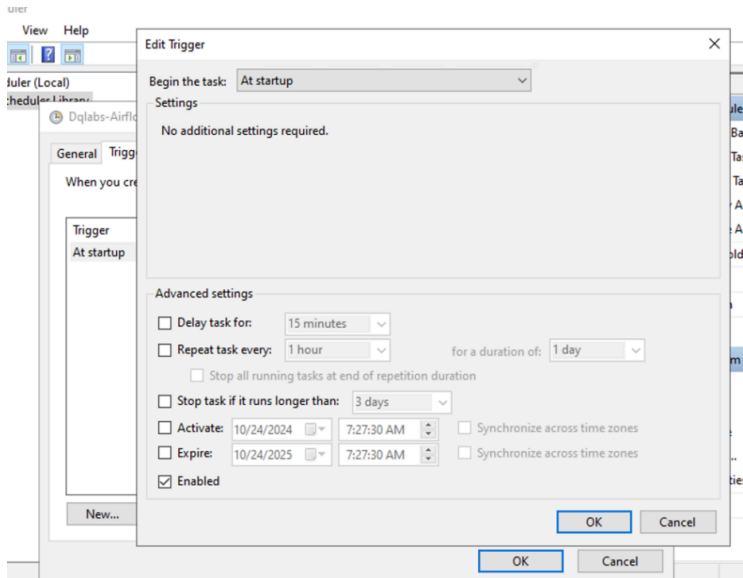 View Help
Edit Trigger
Begin the task: At startup
duler (Local)
Settings
No additional settings required.
General
When you
Trigger
At startup
Advanced settings
Delay task for: 15 minutes
Repeat task every: 1 hour for a duration of: 1 day
Stop all running tasks at end of repetition duration
Stop task if it runs longer than: 3 days
Activate: 10/24/2024 7:27:30 AM Synchronize across time zones
Expire: 10/24/2025 7:27:30 AM Synchronize across time zones
Enabled
New...
OK Cancel
OK Cancel